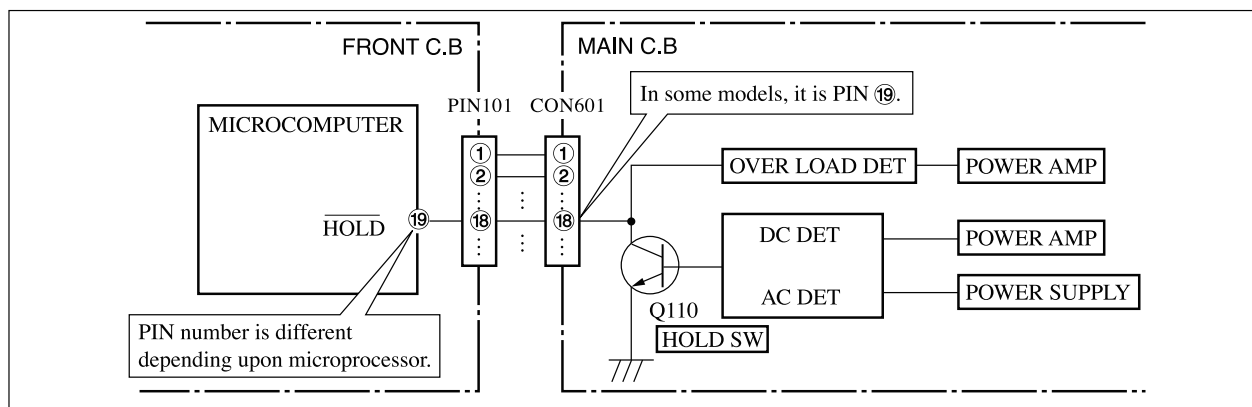 FRONT C.B
MAIN C.B
PIN101
CON601
In some models, it is PIN ⑲.
MICROCOMPUTER
① ①
② ②
⑱ ⑱
HOLD
⑲
OVER LOAD DET
POWER AMP
DC DET
AC DET
POWER AMP
POWER SUPPLY
Q110
HOLD SW
PIN number is different
depending upon microprocessor.